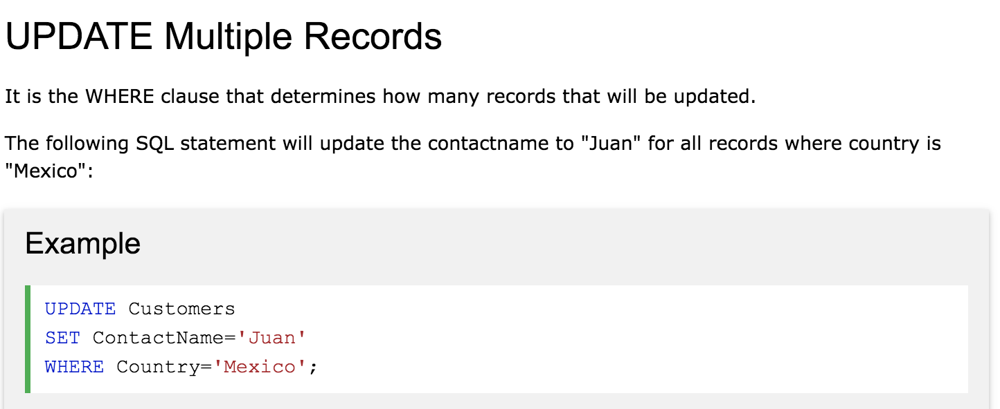 UPDATE Multiple Records
It is the WHERE clause that determines how many records that will be updated.
The following SQL statement will update the contactname to "Juan" for all records where country is
"Mexico":
Example
UPDATE Customers
SET ContactName='Juan'
WHERE Country='Mexico';